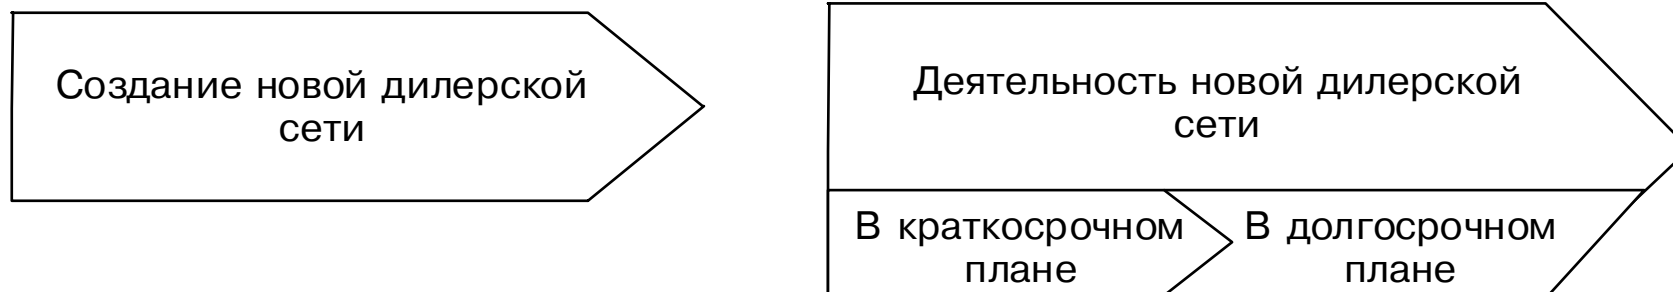 Создание новой дилерской
сети
Деятельность новой дилерской
сети
В краткосрочном
плане
В долгосрочном
плане